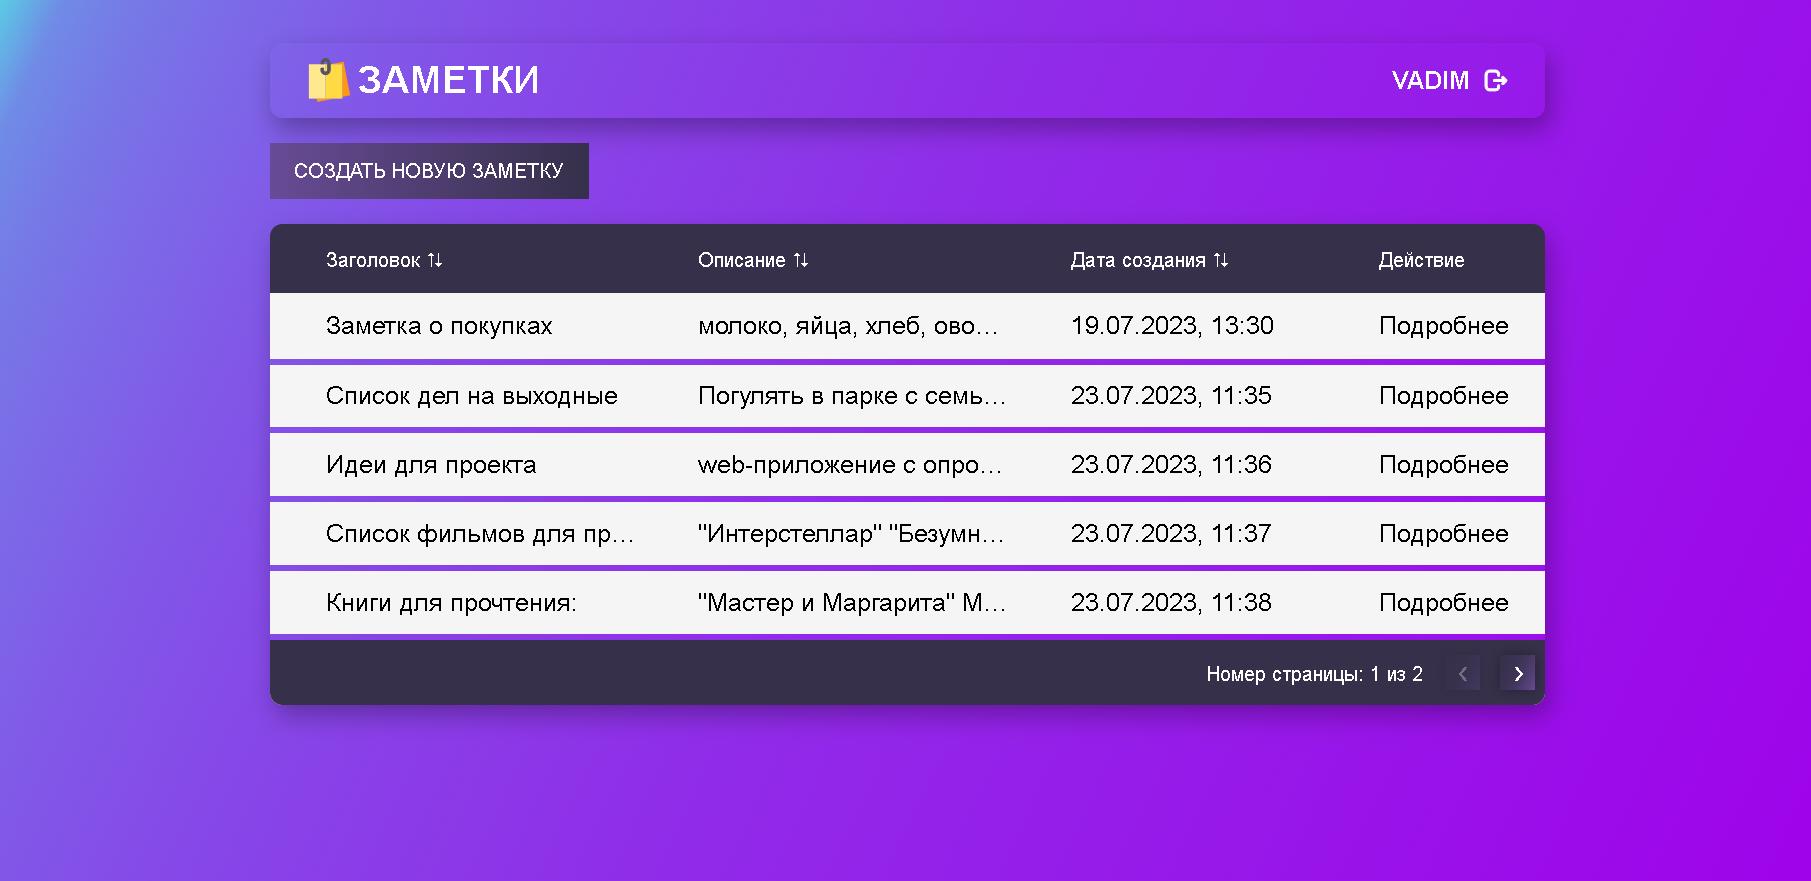 ЗАМЕТКИ VADIM
СОЗДАТЬ НОВУЮ ЗАМЕТКУ
Заголовок ↑↓ Описание ↑↓ Дата создания ↑↓ Действие
Заметка о покупках молоко, яйца, хлеб, ово... 19.07.2023, 13:30 Подробнее
Список дел на выходные Погулять в парке с семь... 23.07.2023, 11:35 Подробнее
Идеи для проекта web-приложение с опро... 23.07.2023, 11:36 Подробнее
Список фильмов для пр... "Интерстеллар" "Безумн... 23.07.2023, 11:37 Подробнее
Книги для прочтения: "Мастер и Маргарита" М... 23.07.2023, 11:38 Подробнее
Номер страницы: 1 из 2